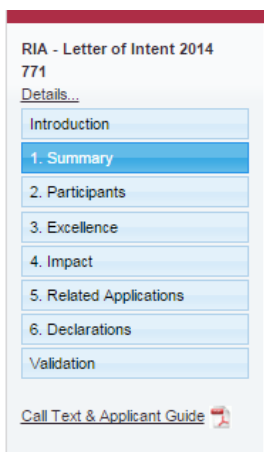 RIA - Letter of Intent 2014
771
Details...
Introduction
1. Summary
2. Participants
3. Excellence
4. Impact
5. Related Applications
6. Declarations
Validation
Call Text & Applicant Guide